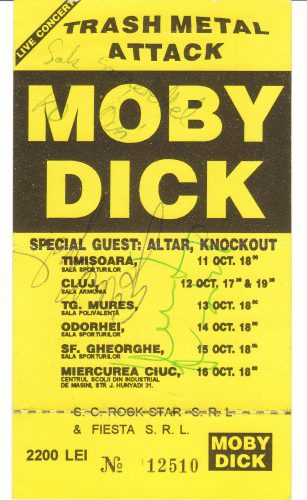 LIVE CONCERT
TRASH METAL
ATTACK
MOBY
DICK
SPECIAL GUEST: ALTAR, KNOCKOUT
TIMISOARA, 11 OCT. 18⁰⁰
SALA SPORTURILOR
CLUJ, 12 OCT. 17³⁰ & 19³⁰
SALA ARMONIA
TG. MURES, 13 OCT. 18⁰⁰
SALA POLIVALENTA
ODORHEI, 14 OCT. 18⁰⁰
SALA SPORTURILOR
SF. GHEORGHE, 15 OCT. 18⁰⁰
SALA SPORTURILOR
MIERCUREA CIUC, 16 OCT. 18⁰⁰
CENTRUL SCOLII DIN INDUSTRIAL
DE MASINI, STR J. HUNYADI 31.
S. C. ROCK STAR S. R. L
& FIESTA S. R. L.
2200 LEI № 12510
MOBY
DICK